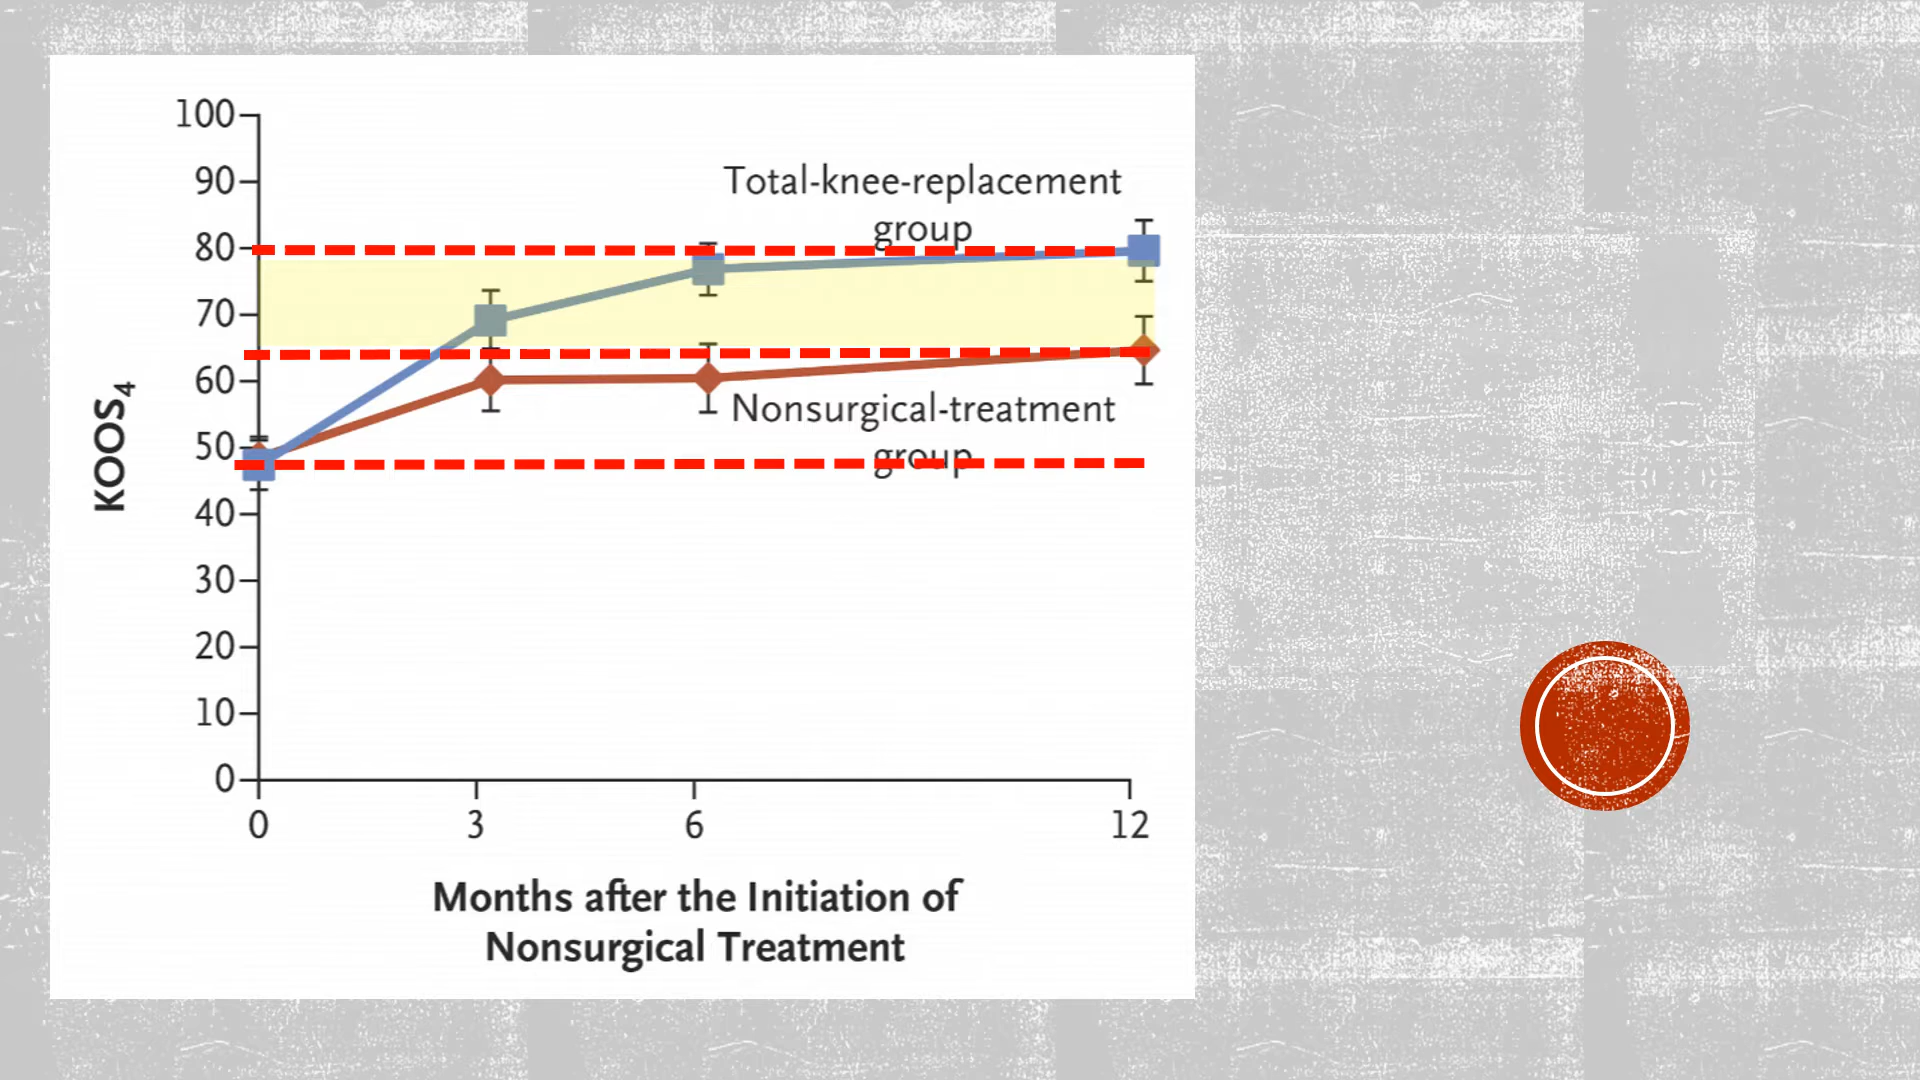 100
90
80
70
60
50
40
30
20
10
0
KOOS4
Total-knee-replacement
group
Nonsurgical-treatment
group
0 3 6 12
Months after the Initiation of
Nonsurgical Treatment